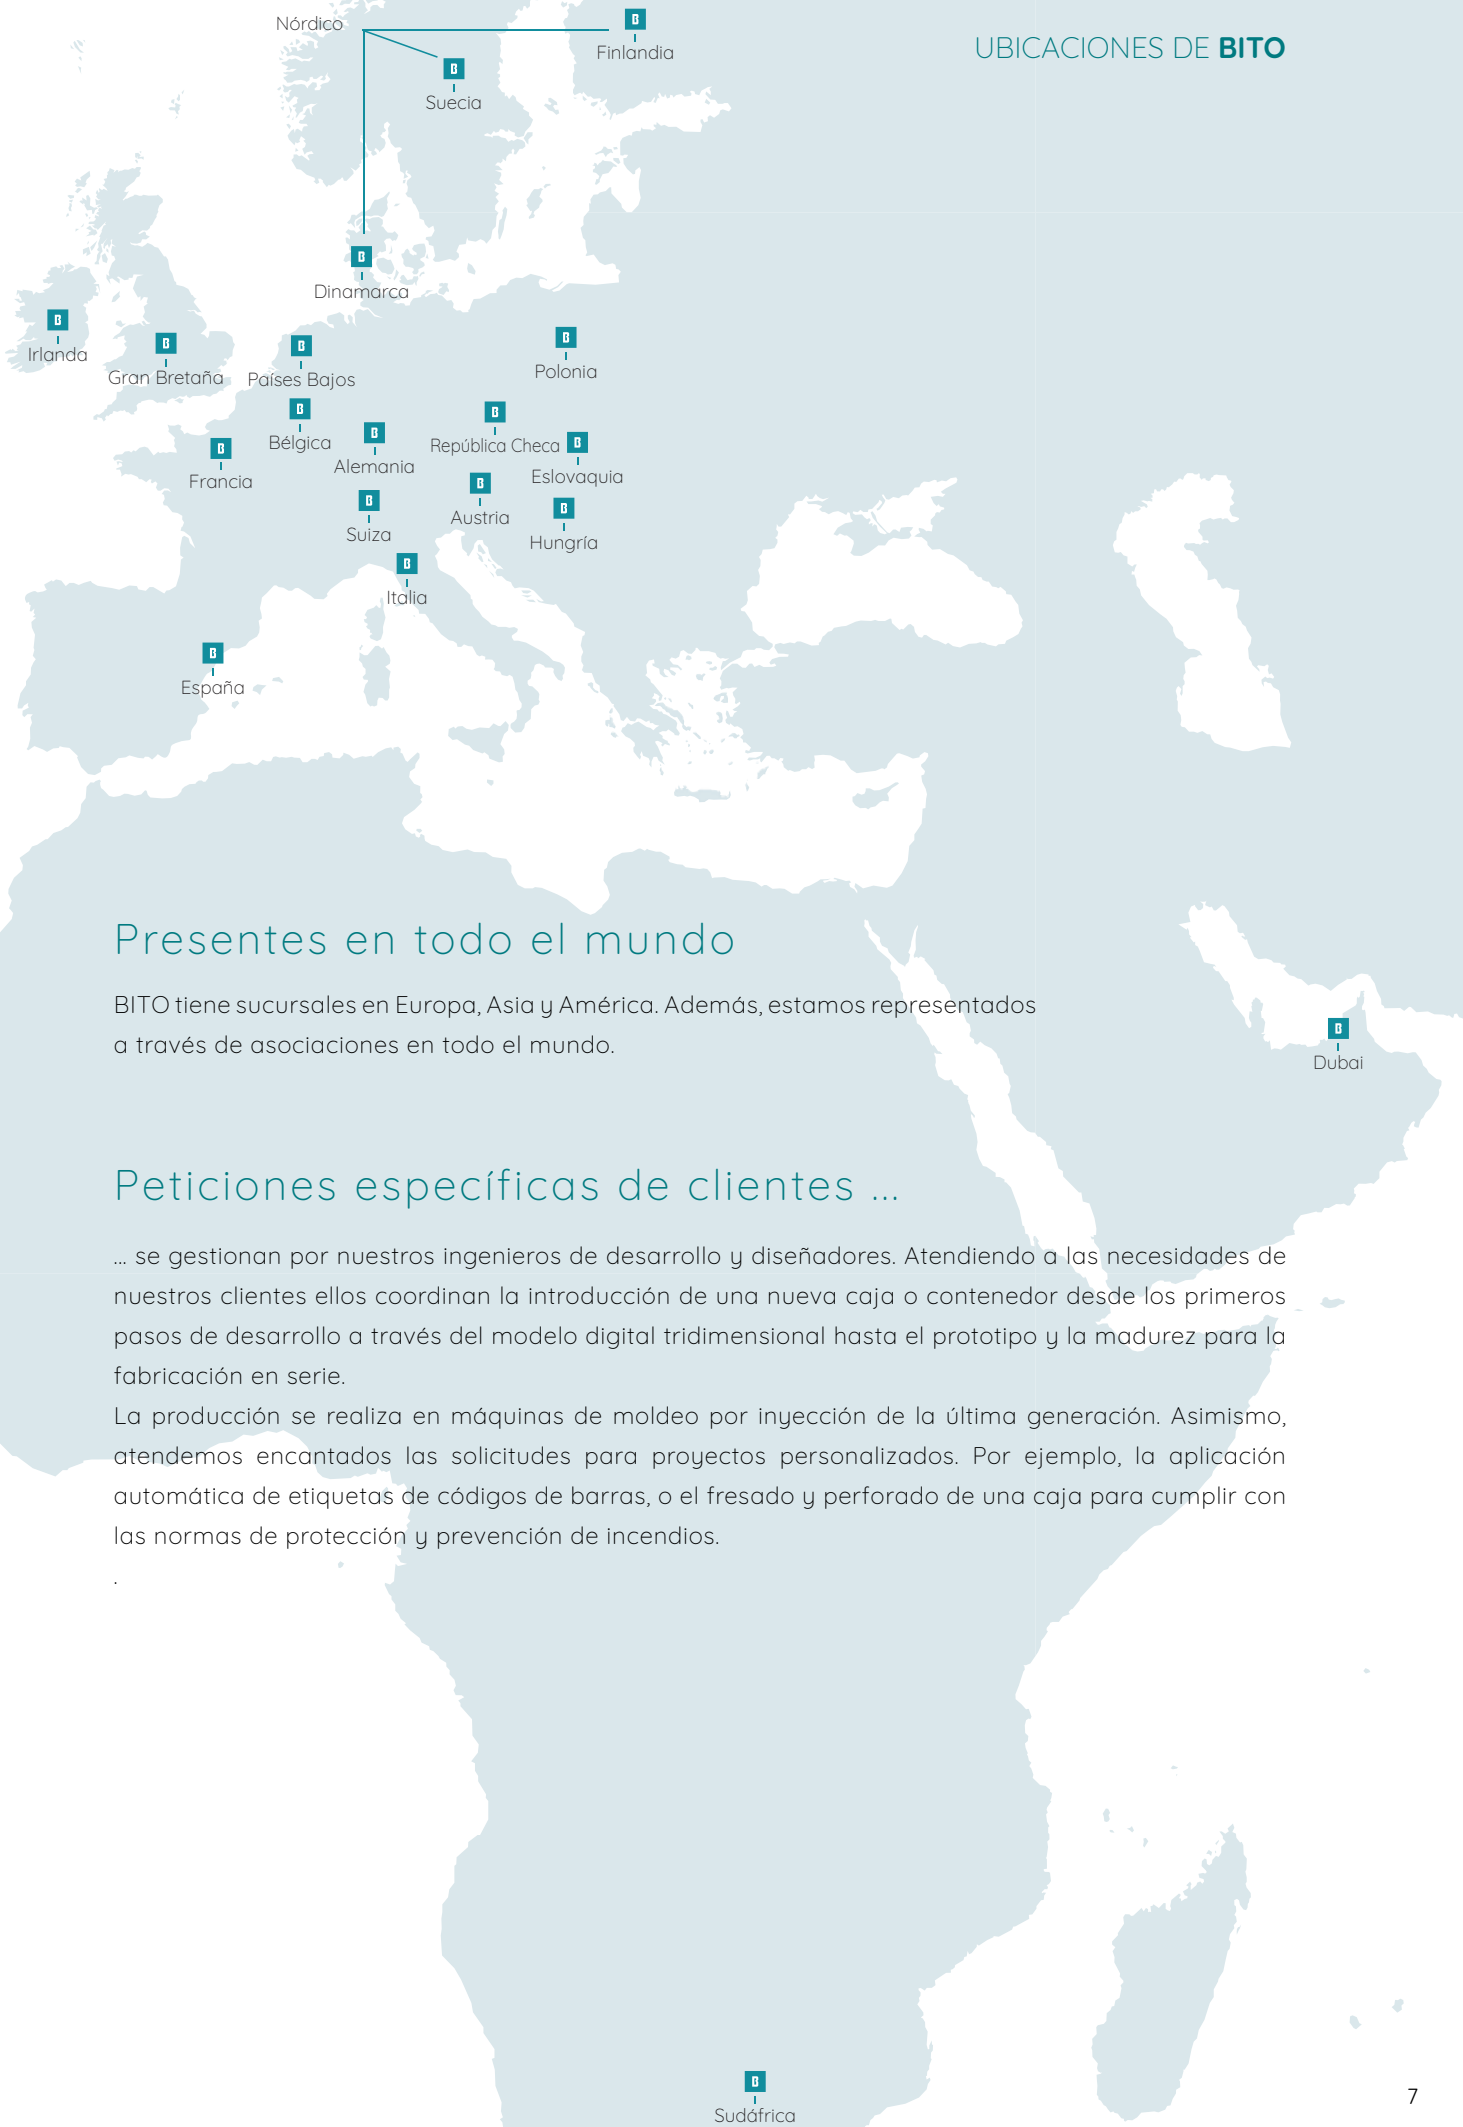 Nórdico
Finlandia
UBICACIONES DE BITO
Suecia
Dinamarca
Irlanda
Gran Bretaña
Países Bajos
Polonia
Bélgica
República Checa
Alemania
Francia
Eslovaquia
Austria
Suiza
Hungría
Italia
España
Presentes en todo el mundo
BITO tiene sucursales en Europa, Asia y América. Además, estamos representados
a través de asociaciones en todo el mundo.
Dubai
Peticiones específicas de clientes ...
... se gestionan por nuestros ingenieros de desarrollo y diseñadores. Atendiendo a las necesidades de
nuestros clientes ellos coordinan la introducción de una nueva caja o contenedor desde los primeros
pasos de desarrollo a través del modelo digital tridimensional hasta el prototipo y la madurez para la
fabricación en serie.
La producción se realiza en máquinas de moldeo por inyección de la última generación. Asimismo,
atendemos encantados las solicitudes para proyectos personalizados. Por ejemplo, la aplicación
automática de etiquetas de códigos de barras, o el fresado y perforado de una caja para cumplir con
las normas de protección y prevención de incendios.
.
Sudáfrica
7